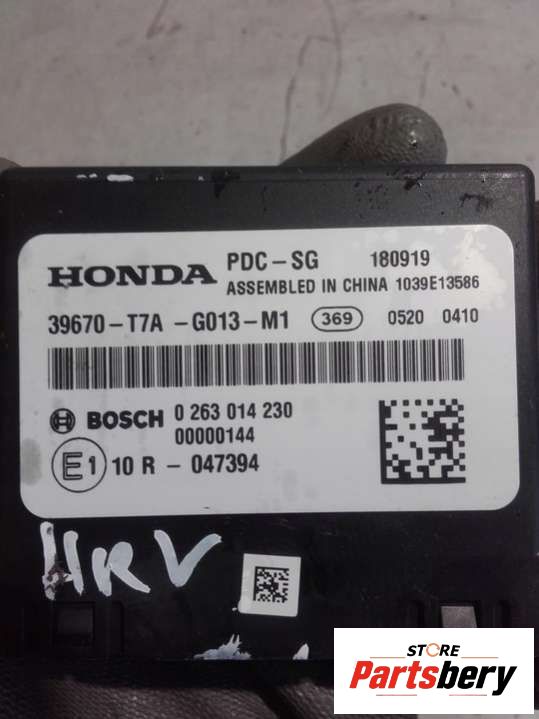 HONDA PDC-SG 180919
ASSEMBLED IN CHINA 1039E13586
39670-T7A -G013-M1 369 0520 0410
BOSCH 0 263 014 230
00000144
E1 10 R - 047394
HRV
STORE
Partsbery